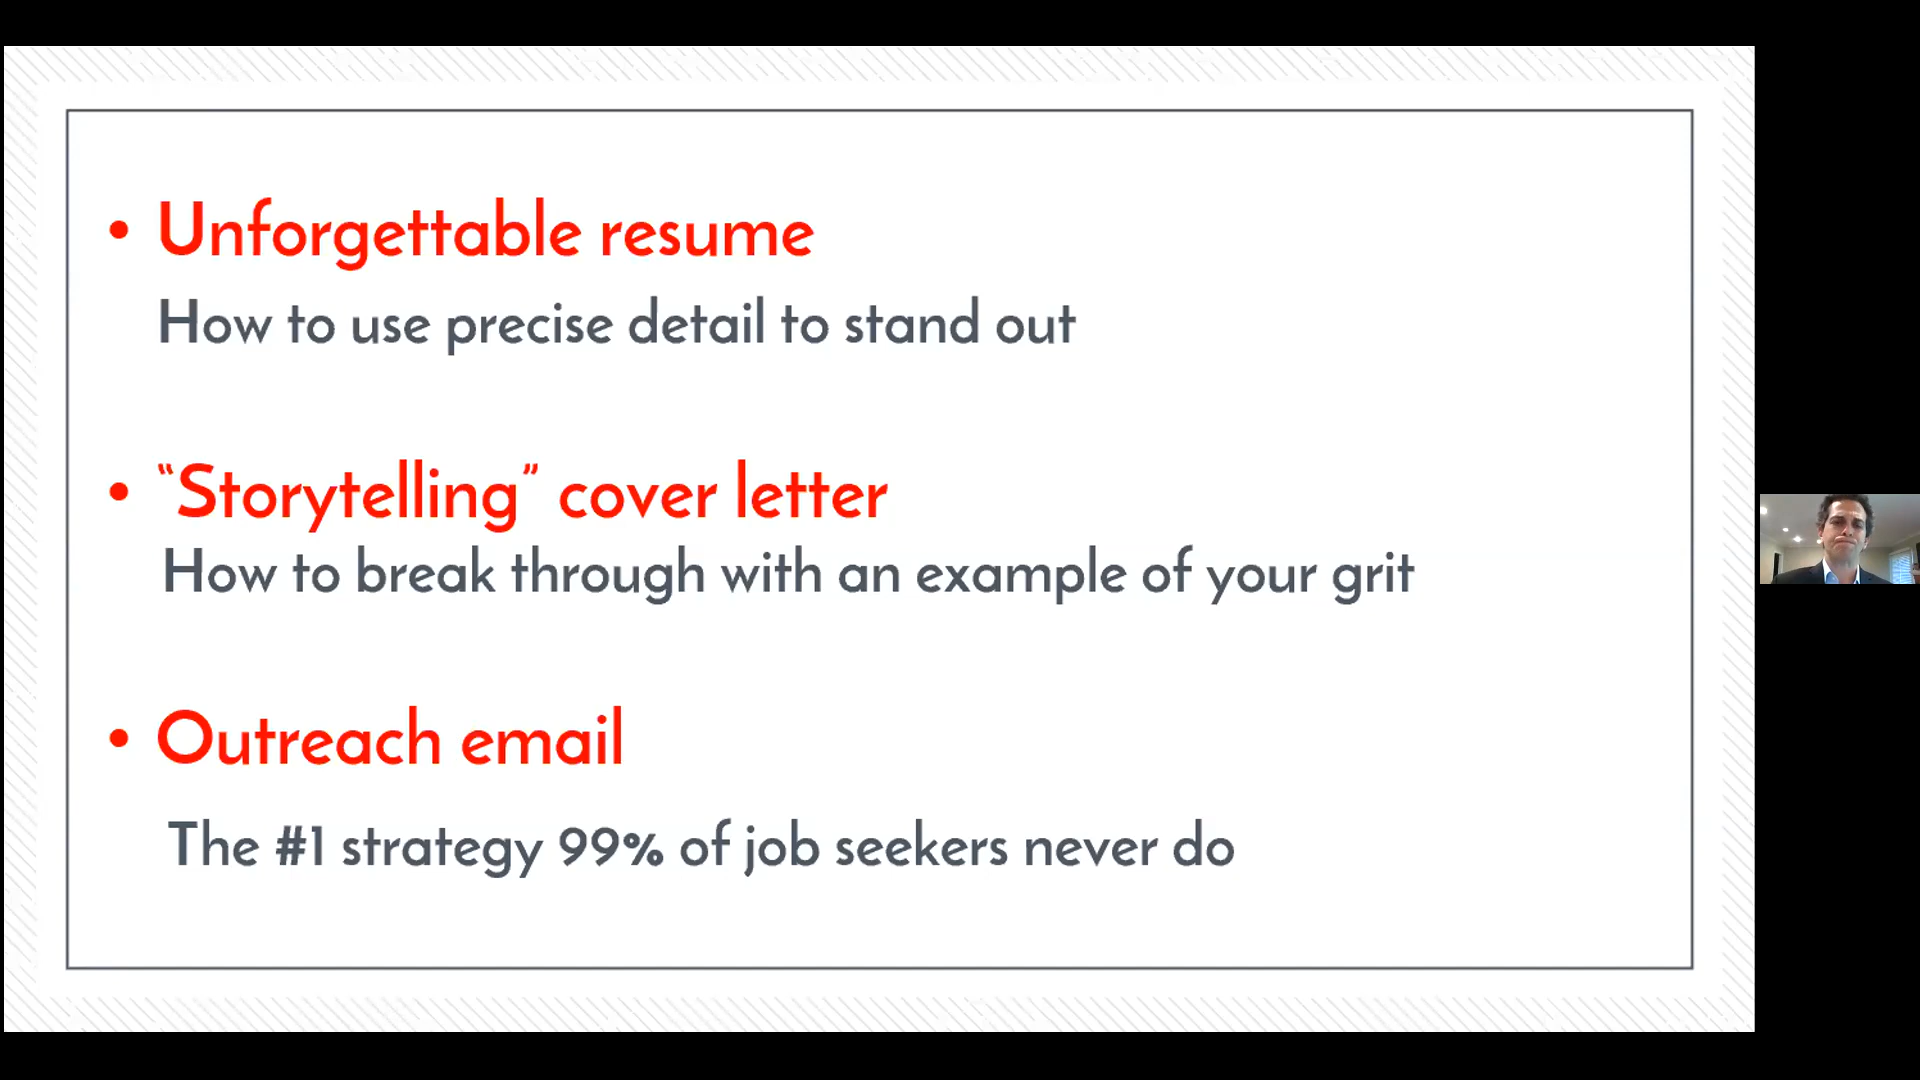 • Unforgettable resume
How to use precise detail to stand out
• “Storytelling” cover letter
How to break through with an example of your grit
• Outreach email
The #1 strategy 99% of job seekers never do